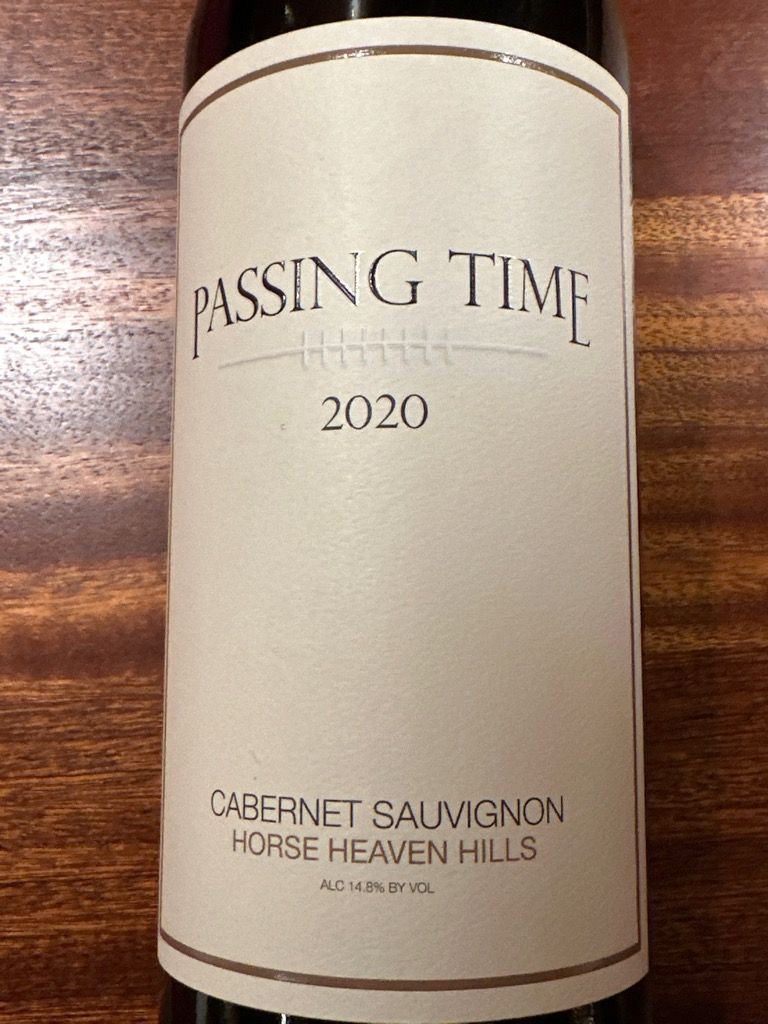 PASSING TIME
2020
CABERNET SAUVIGNON
HORSE HEAVEN HILLS
ALC 14.8% BY VOL